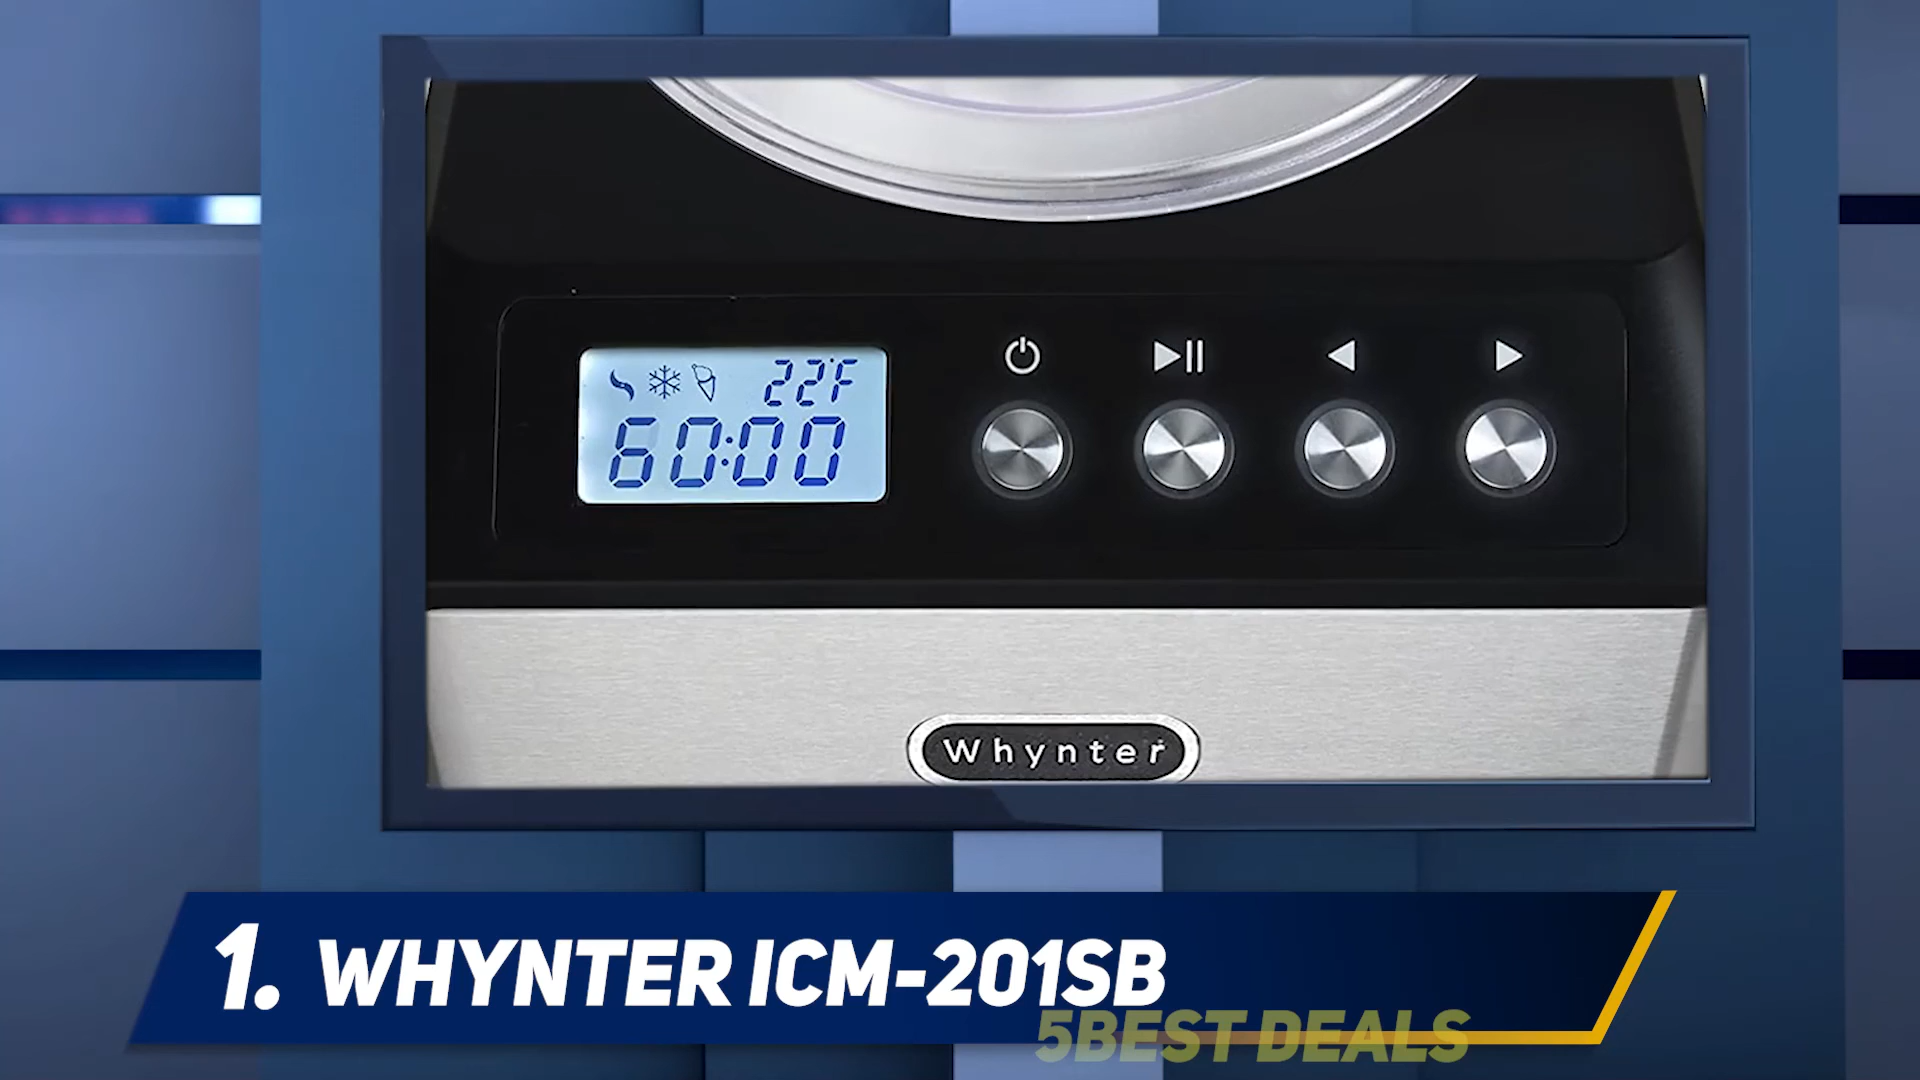 22°F
60:00
Whynter
1. WHYNTER ICM-201SB
5BEST DEALS